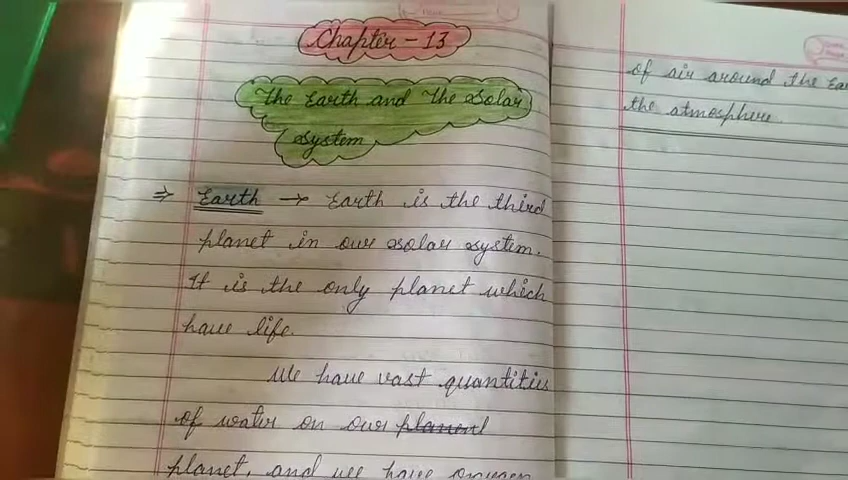 Chapter - 13
The Earth and The Solar
System
⇒ Earth → Earth is the third
planet in our solar system.
It is the only planet which
have life.
We have vast quantities
of water on our planent
planet, and we have oxygen
of air around the
the atmosphere